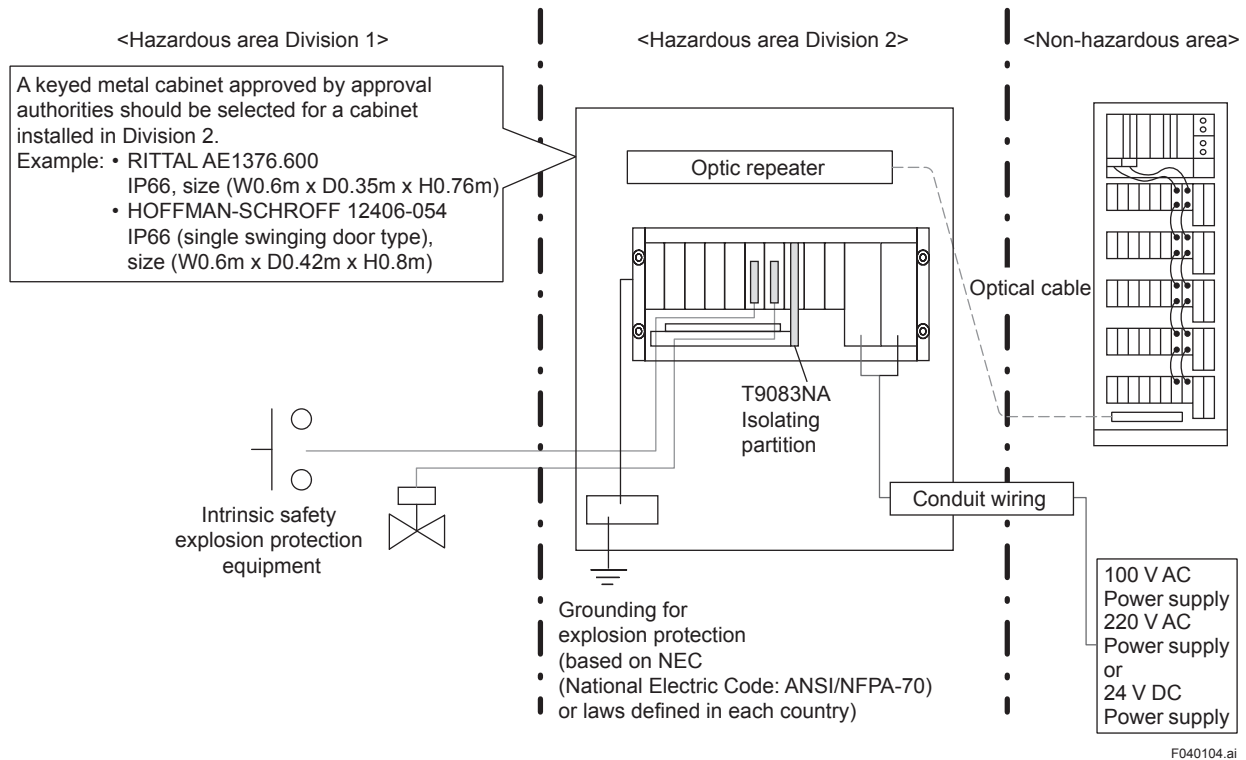 <Hazardous area Division 1>
<Hazardous area Division 2>
<Non-hazardous area>
A keyed metal cabinet approved by approval
authorities should be selected for a cabinet
installed in Division 2.
Example: • RITTAL AE1376.600
IP66, size (W0.6m x D0.35m x H0.76m)
• HOFFMAN-SCHROFF 12406-054
IP66 (single swinging door type),
size (W0.6m x D0.42m x H0.8m)
Optic repeater
Optical cable
T9083NA
Isolating
partition
Conduit wiring
Intrinsic safety
explosion protection
equipment
Grounding for
explosion protection
(based on NEC
(National Electric Code: ANSI/NFPA-70)
or laws defined in each country)
100 V AC
Power supply
220 V AC
Power supply
or
24 V DC
Power supply
F040104.ai